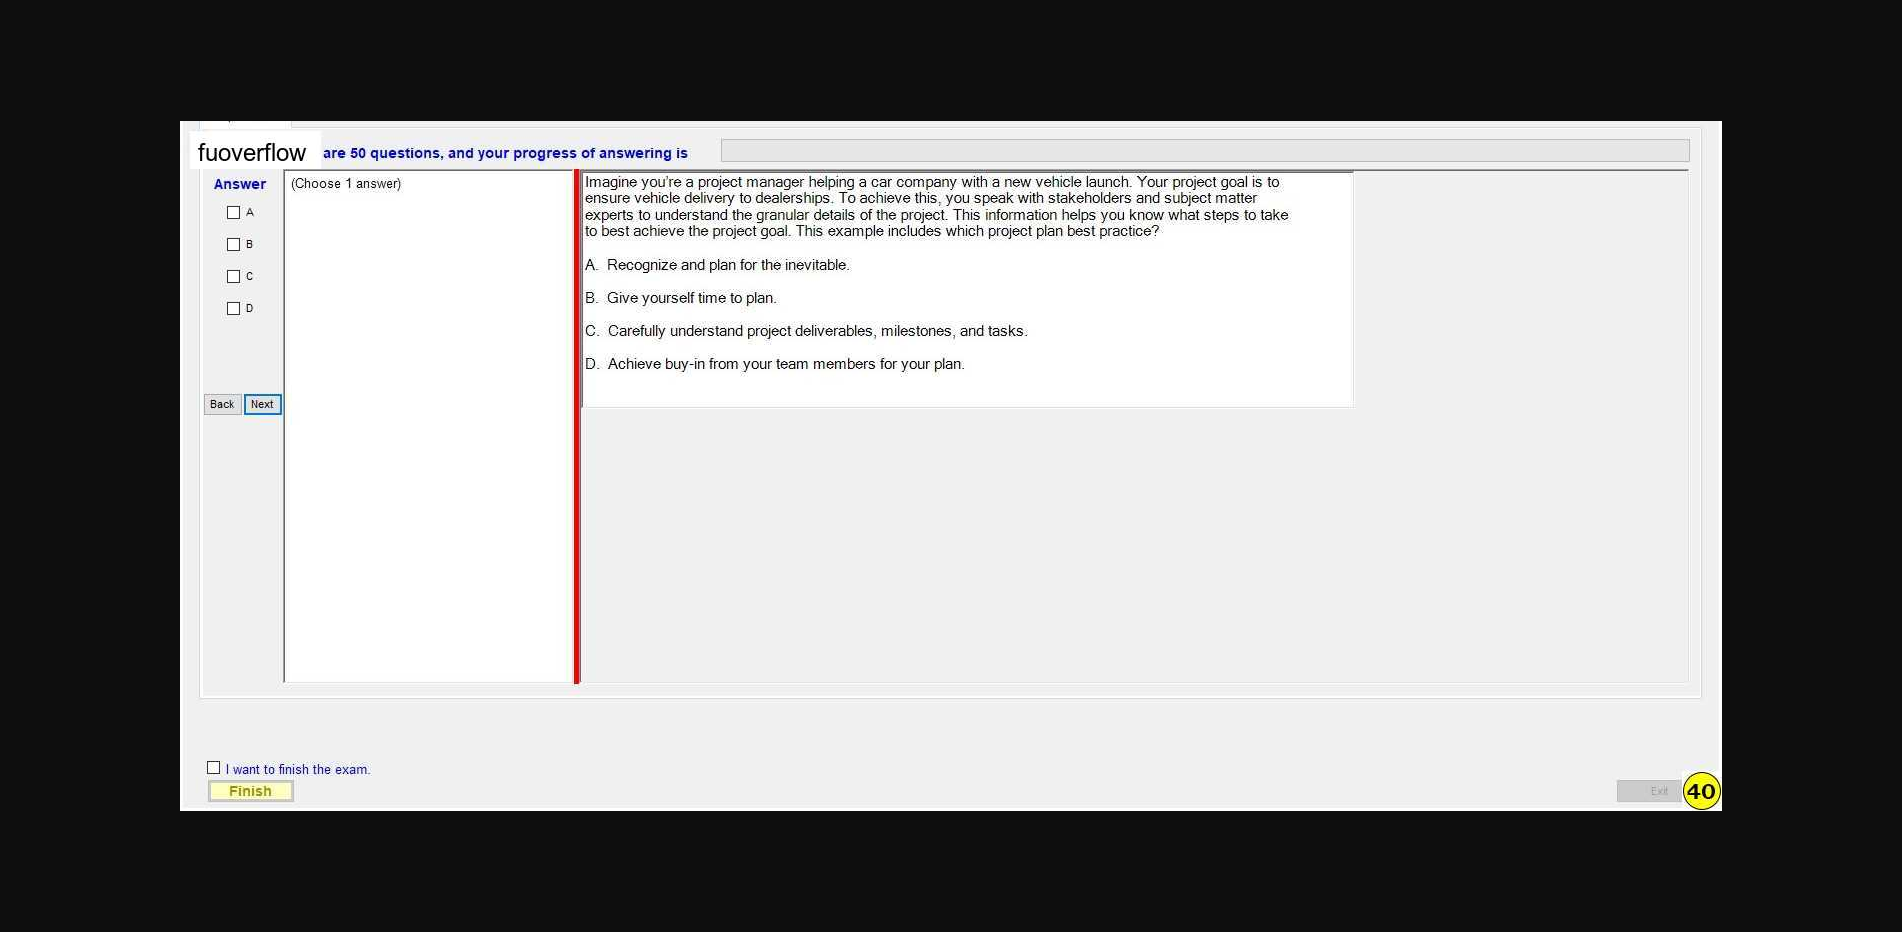 fuoverflow are 50 questions, and your progress of answering is
Answer
(Choose 1 answer)
A
B
C
D
Back Next
Imagine you're a project manager helping a car company with a new vehicle launch. Your project goal is to
ensure vehicle delivery to dealerships. To achieve this, you speak with stakeholders and subject matter
experts to understand the granular details of the project. This information helps you know what steps to take
to best achieve the project goal. This example includes which project plan best practice?
A. Recognize and plan for the inevitable.
B. Give yourself time to plan.
C. Carefully understand project deliverables, milestones, and tasks.
D. Achieve buy-in from your team members for your plan.
I want to finish the exam.
Finish
Exit
40